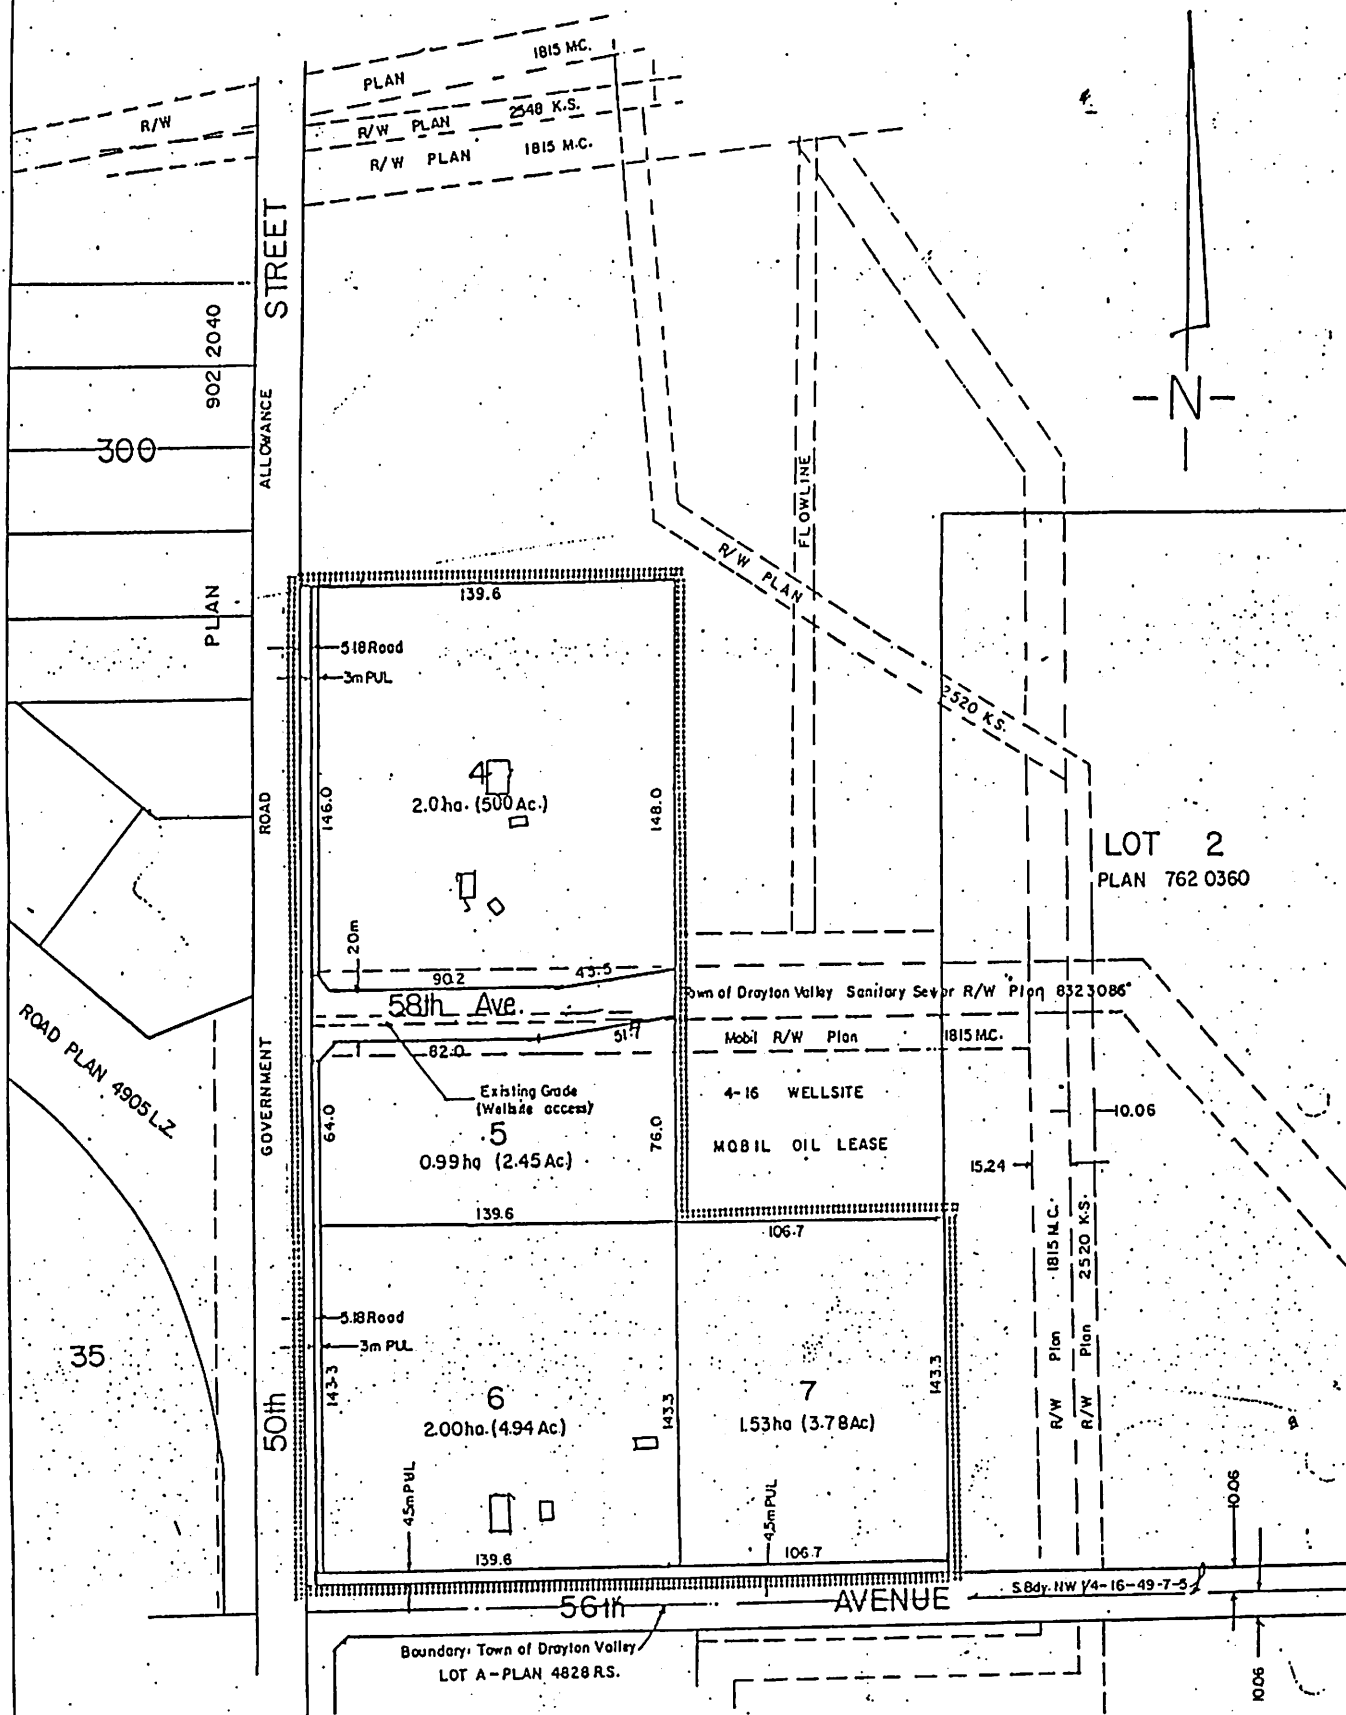 1815 M.C.
PLAN
R/W
R/W PLAN 2548 K.S.
R/W PLAN 1815 M.C.
STREET
902 2040
N
300
ALLOWANCE
FLOWLINE
R/W PLAN
2520 K.S.
PLAN
139.6
5.18 Road
3m PUL
4
2.0 ha. (500 Ac.)
146.0
148.0
ROAD
LOT 2
PLAN 762 0360
20m
90.2
43.5
58th Ave.
Town of Drayton Valley Sanitary Sewer R/W Plan 832 3086
ROAD PLAN 4905 L.Z.
51.7
Mobil R/W Plan 1815 M.C.
82.0
GOVERNMENT
Existing Grade
(Wellsite access)
4-16 WELLSITE
10.06
64.0
5
76.0
MOBIL OIL LEASE
0.99 ha (2.45 Ac)
15.24
139.6
106.7
1815 M.C.
2520 K.S.
5.18 Road
3m PUL
R/W Plan
R/W Plan
35
143.3
6
2.00 ha. (4.94 Ac)
143.3
7
1.53 ha (3.78 Ac)
143.3
50th
4.5m PUL
4.5m PUL
10.06
139.6
106.7
S. Bdy. NW 1/4-16-49-7-5
56th AVENUE
Boundary: Town of Drayton Valley
LOT A - PLAN 4828 R.S.
10.06